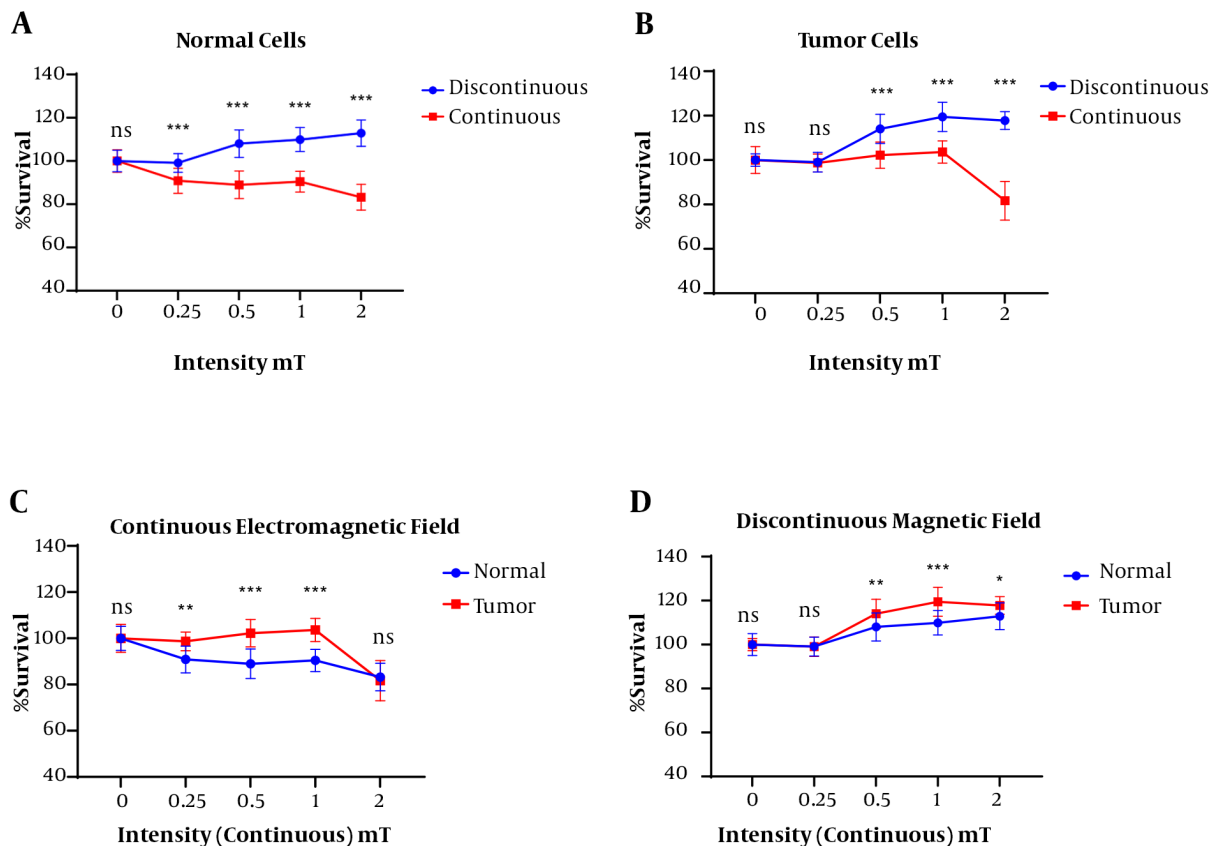 A
Normal Cells
140
120
100
80
60
40
%Survival
ns
***
***
***
***
Discontinuous
Continuous
0
0.25
0.5
1
2
Intensity mT
B
Tumor Cells
140
120
100
80
60
40
%Survival
ns
ns
***
***
***
Discontinuous
Continuous
0
0.25
0.5
1
2
Intensity mT
C
Continuous Electromagnetic Field
140
120
100
80
60
40
%Survival
ns
**
***
***
ns
Normal
Tumor
0
0.25
0.5
1
2
Intensity (Continuous) mT
D
Discontinuous Magnetic Field
140
120
100
80
60
40
%Survival
ns
ns
**
***
*
Normal
Tumor
0
0.25
0.5
1
2
Intensity (Continuous) mT